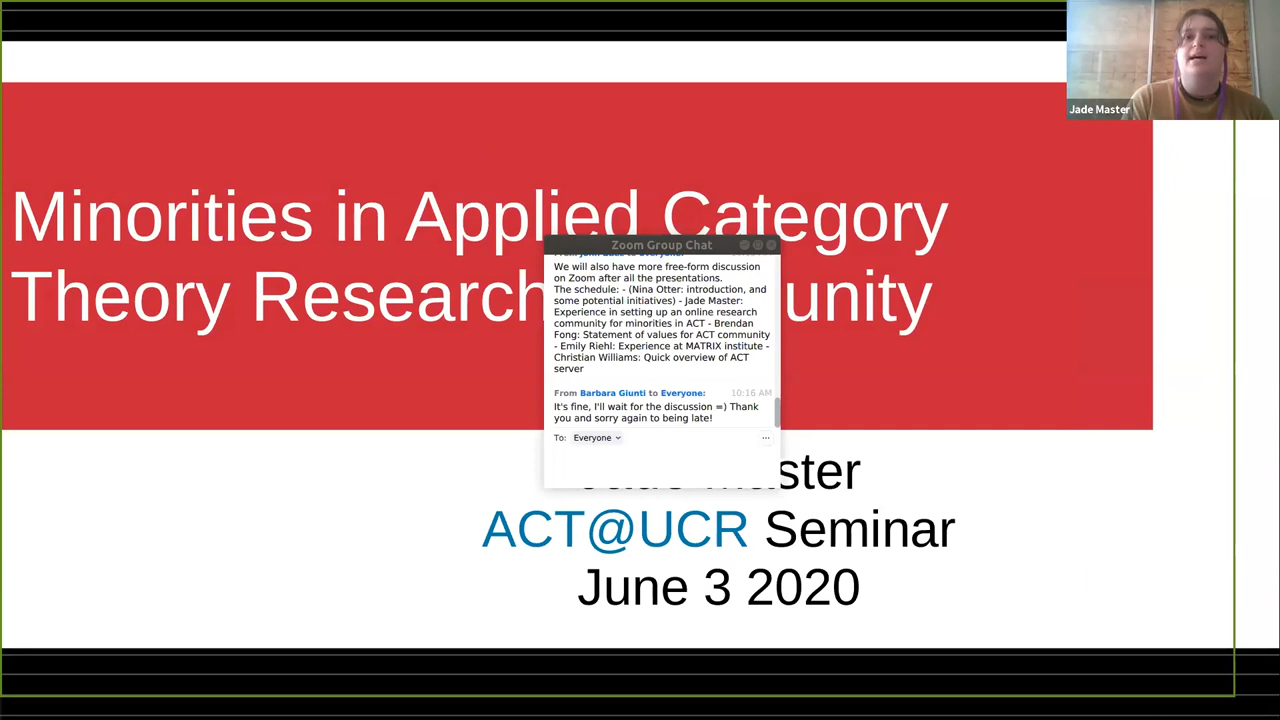 Jade Master
Minorities in Applied Category
Theory Research unity
Zoom Group Chat
We will also have more free-form discussion
on Zoom after all the presentations.
The schedule: - (Nina Otter: introduction, and
some potential initiatives) - Jade Master:
Experience in setting up an online research
community for minorities in ACT - Brendan
Fong: Statement of values for ACT community
- Emily Riehl: Experience at MATRIX institute -
Christian Williams: Quick overview of ACT
server
From Barbara Giunti to Everyone: 10:16 AM
It's fine, I'll wait for the discussion =) Thank
you and sorry again to being late!
To: Everyone
...
ster
ACT@UCR Seminar
June 3 2020